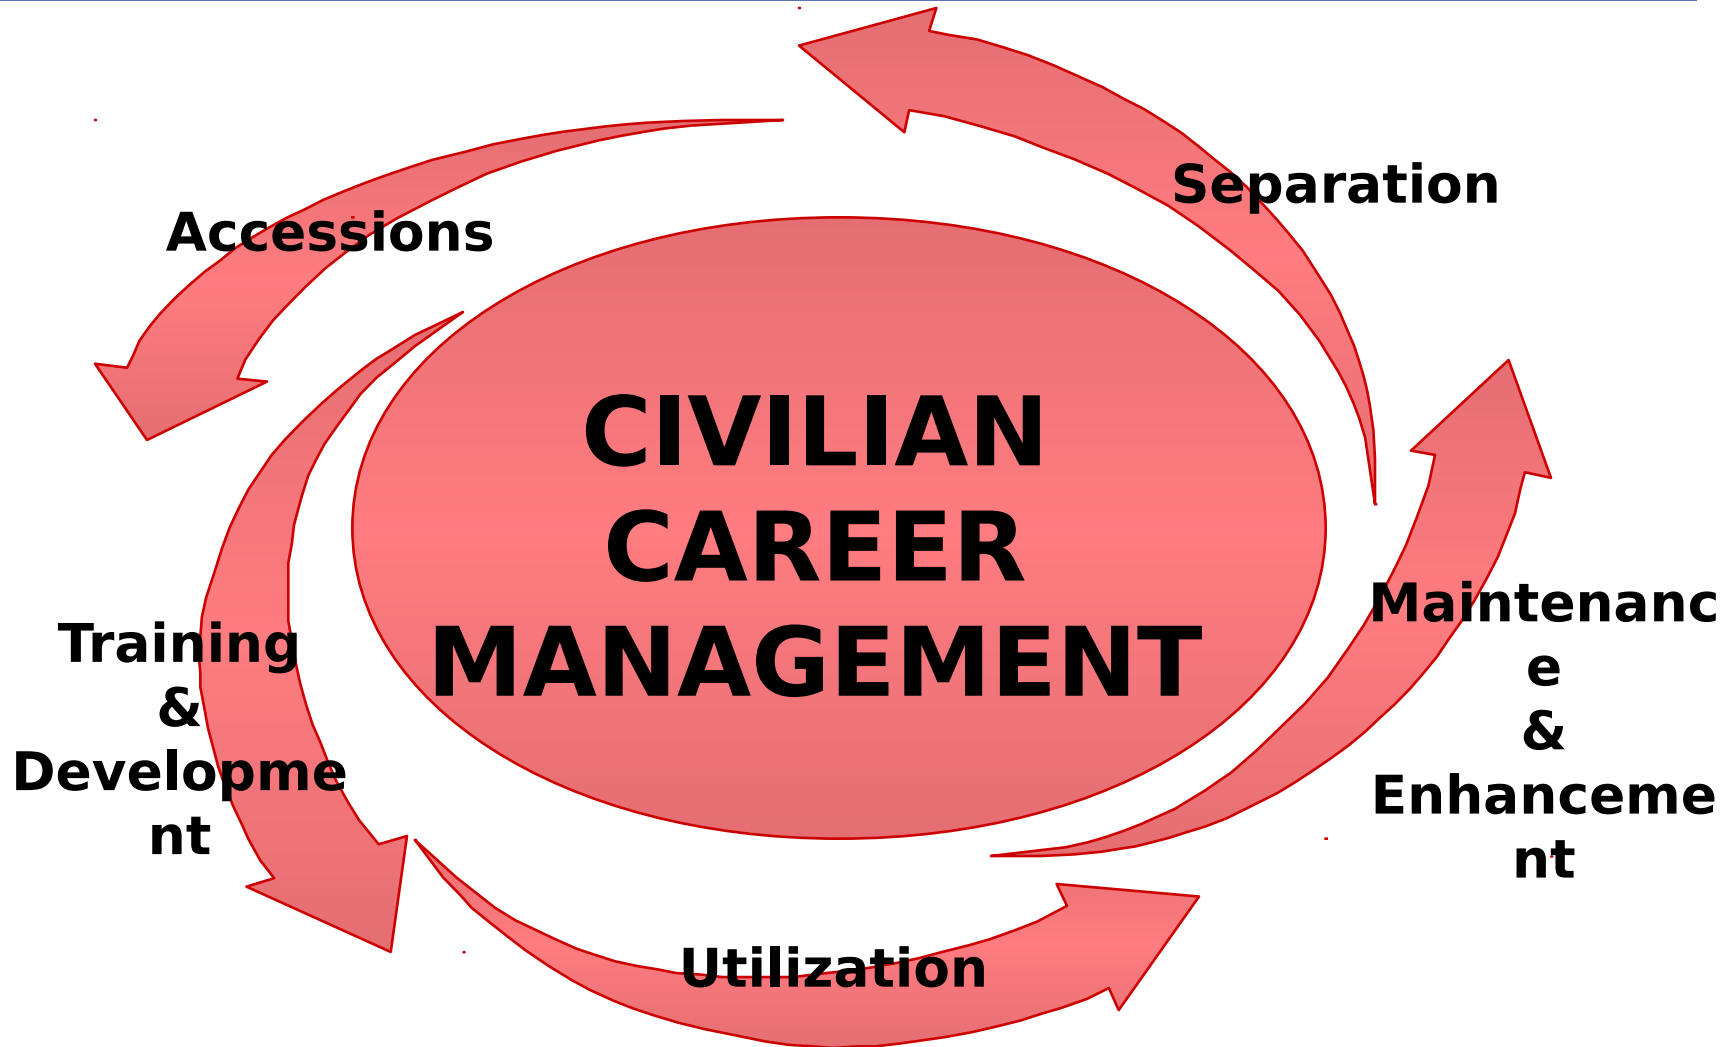 Separation
Accessions
CIVILIAN
CAREER
MANAGEMENT
Training
&
Developme
nt
Maintenanc
e
&
Enhanceme
nt
Utilization